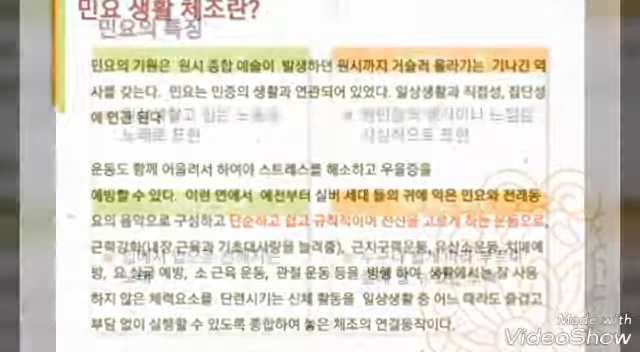 민요 생활 체조란?
민요의 특징
민요의 기원은 원시 종합 예술이 발생하던 원시까지 거슬러 올라가는 기나긴 역
사를 갖는다. 민요는 민중의 생활과 연관되어 있었다. 일상생활과 직접성, 집단성
에 연관 된다
노래로 표현
사실적으로 표현
운동도 함께 어울려서 하여야 스트레스를 해소하고 우울증을
예방할 수 있다. 이런 면에서 예전부터 실버 세대 들의 귀에 익은 민요와 전래동
요의 음악으로 구성하고 단순하고 쉽고 규칙적이며 전신을 고르게 하는 운동으로,
근력강화(내장 근육과 기초대사량을 늘려줌), 근지구력운동, 유산소운동, 치매예
방, 요 실금 예방, 소 근육 운동, 관절 운동 등을 병행 하여 생활에서는 잘 사용
하지 않은 체력요소를 단련시키는 신체 활동을 일상생활 중 어느 때라도 즐겁고
부담 없이 실행할 수 있도록 종합하여 놓은 체조의 연결동작이다.
Made with
VideoShow